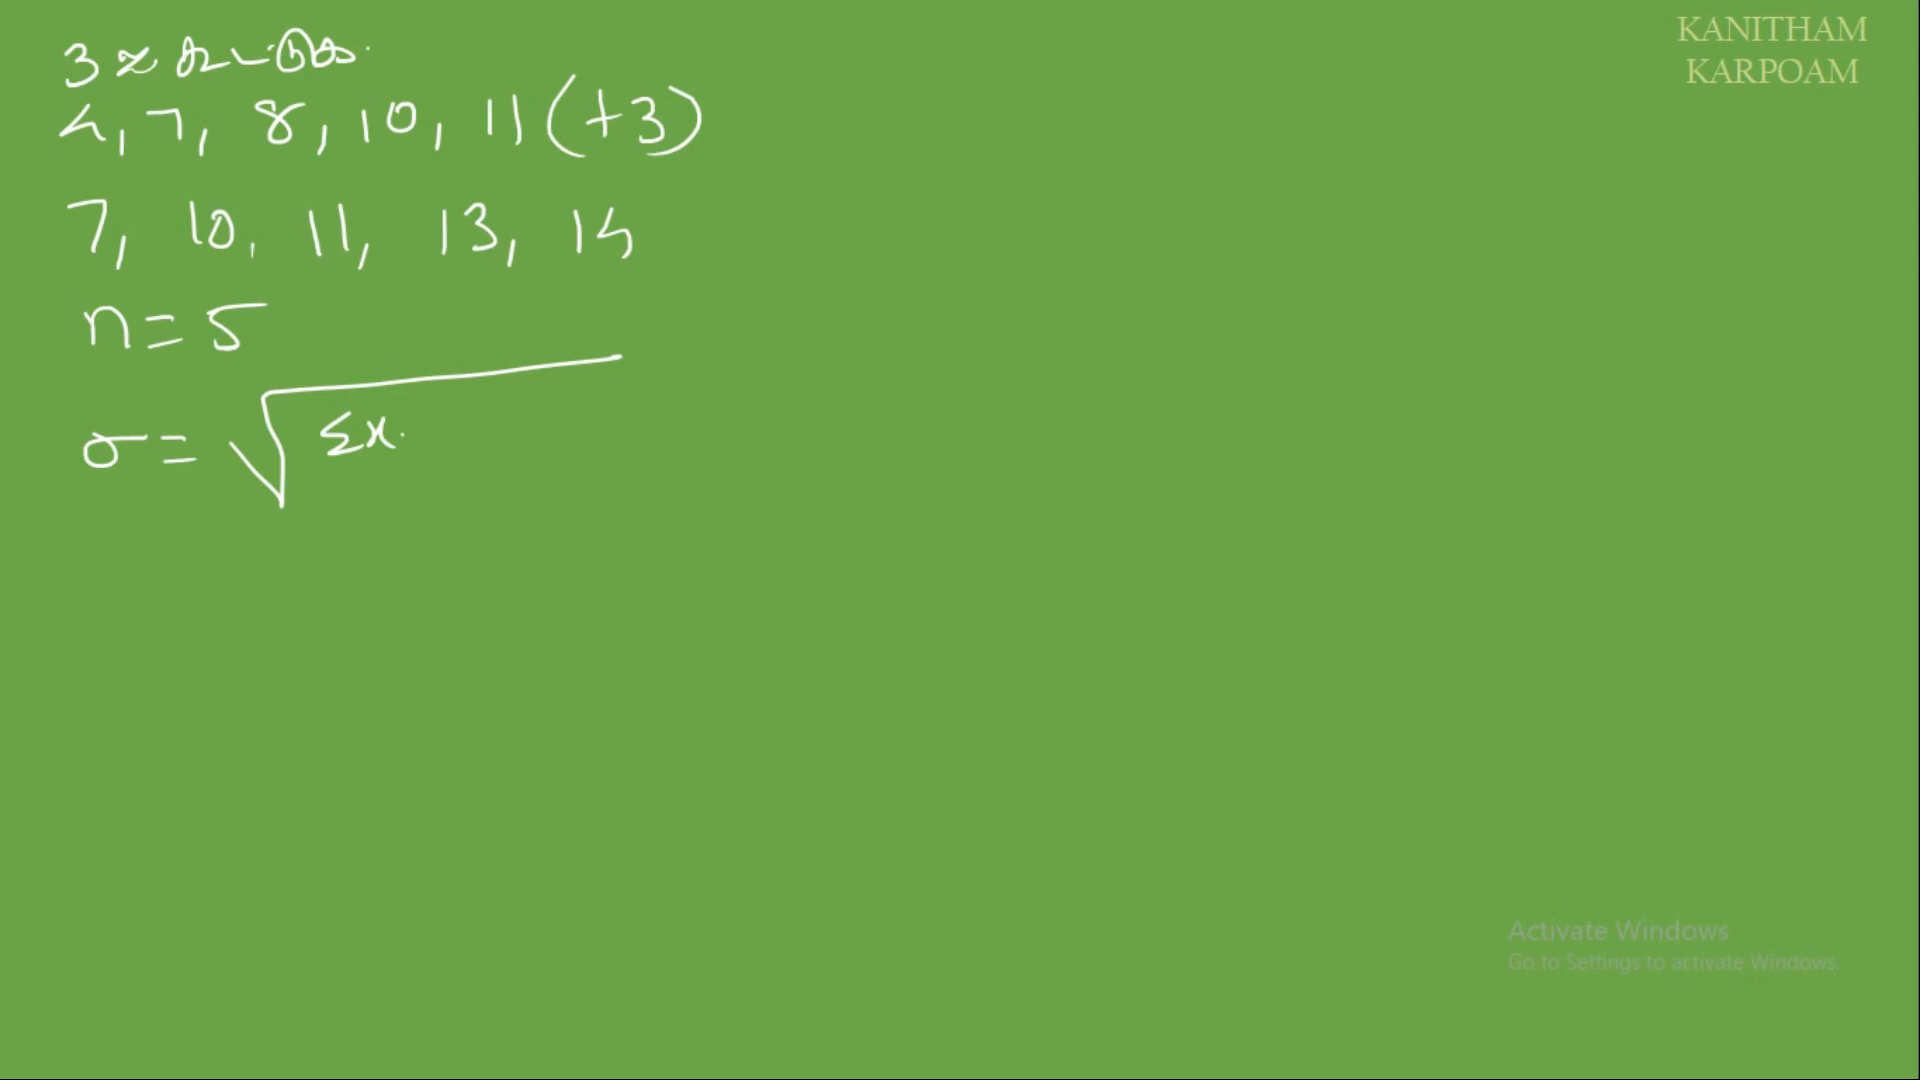 3 ஐ கூட்டுக.
4, 7, 8, 10, 11 (+3)
7, 10, 11, 13, 14
n = 5
σ = √Σx
KANITHAM
KARPOAM
Activate Windows
Go to Settings to activate Windows.